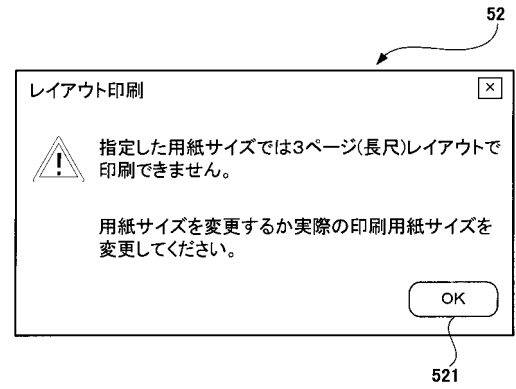 52
レイアウト印刷
指定した用紙サイズでは3ページ(長尺)レイアウトで
印刷できません。
用紙サイズを変更するか実際の印刷用紙サイズを
変更してください。
OK
521